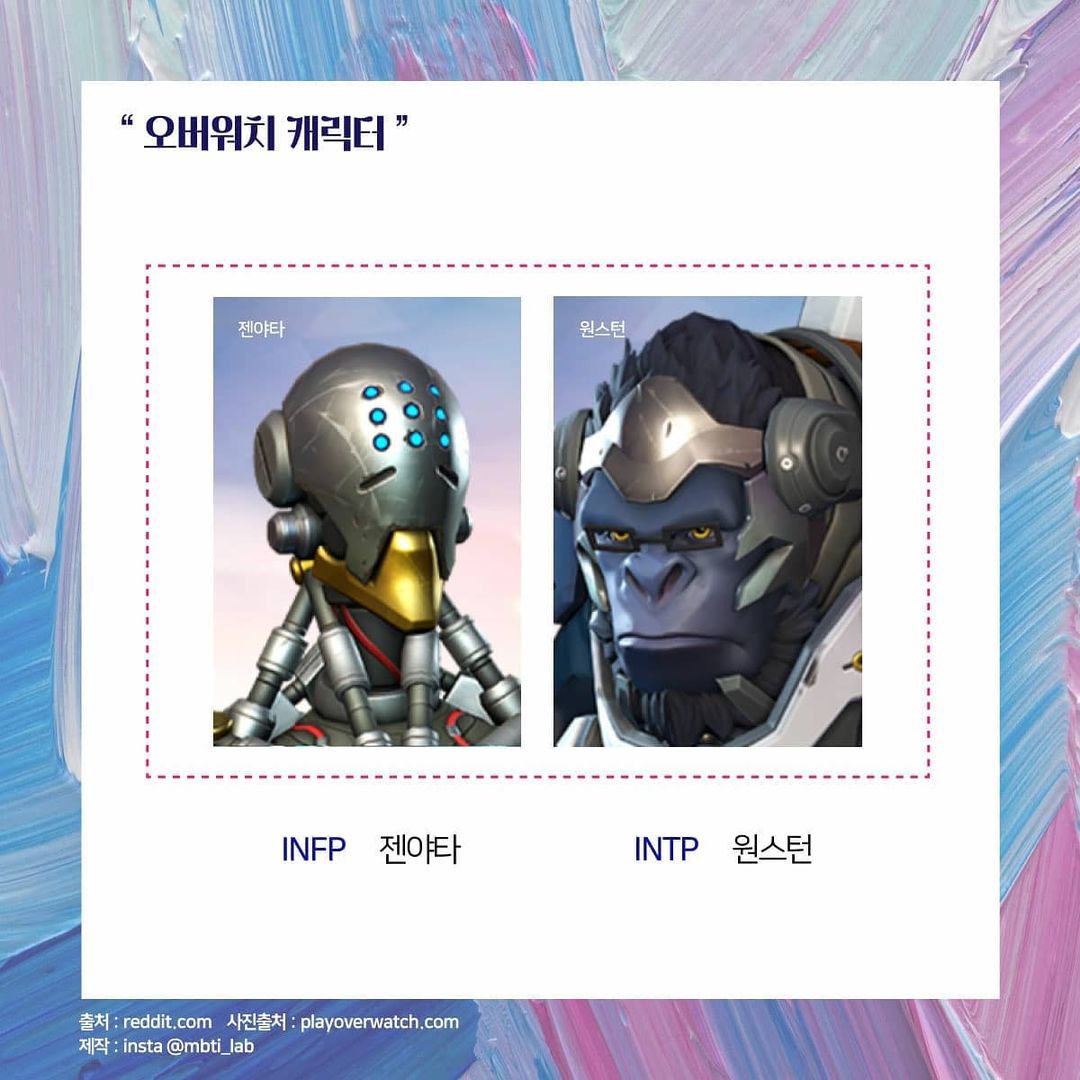 “ 오버워치 캐릭터 ”
젠야타
윈스턴
INFP 젠야타
INTP 윈스턴
출처 : reddit.com 사진출처 : playoverwatch.com
제작 : insta @mbti_lab